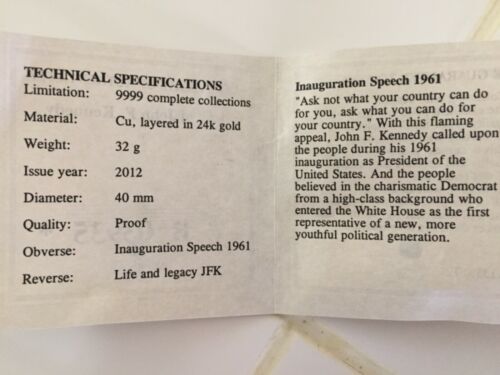 TECHNICAL SPECIFICATIONS
Limitation: 9999 complete collections
Material: Cu, layered in 24k gold
Weight: 32 g
Issue year: 2012
Diameter: 40 mm
Quality: Proof
Obverse: Inauguration Speech 1961
Reverse: Life and legacy JFK
Inauguration Speech 1961
"Ask not what your country can do
for you, ask what you can do for
your country." With this flaming
appeal, John F. Kennedy called upon
the people during his 1961
inauguration as President of the
United States. And the people
believed in the charismatic Democrat
from a high-class background who
entered the White House as the first
representative of a new, more
youthful political generation.